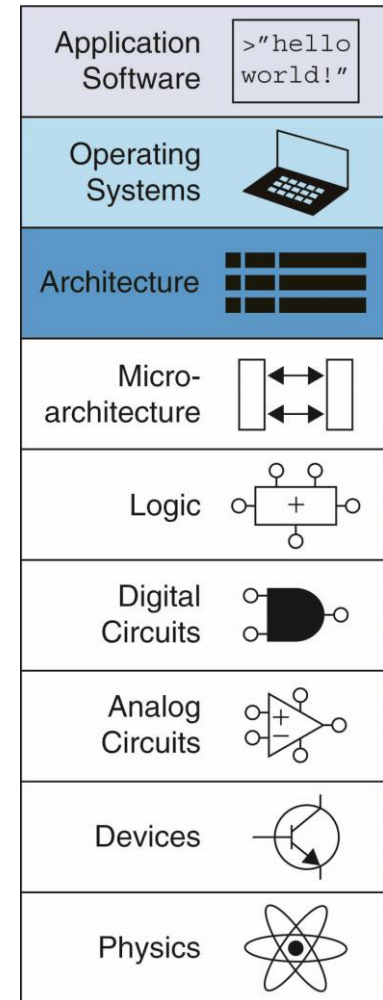 Application
Software
>"hello
world!"
Operating
Systems
Architecture
Micro-
architecture
Logic
+
Digital
Circuits
Analog
Circuits
+
−
Devices
Physics